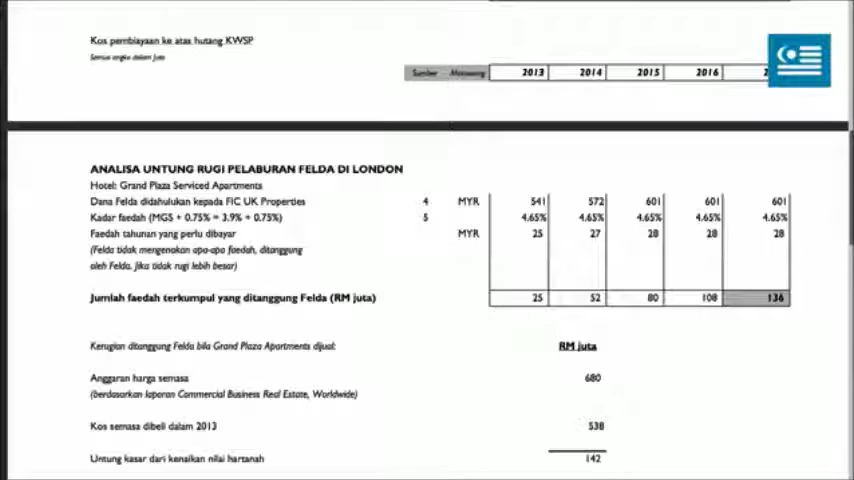 Kos pembiayaan ke atas hutang KWSP
Semua angka dalam juta
Sumber Matawang 2013 2014 2015 2016
ANALISA UNTUNG RUGI PELABURAN FELDA DI LONDON
Hotel: Grand Plaza Serviced Apartments
Dana Felda didahulukan kepada FIC UK Properties 4 MYR 541 572 601 601 601
Kadar faedah (MGS + 0.75% = 3.9% + 0.75%) 5 4.65% 4.65% 4.65% 4.65% 4.65%
Faedah tahunan yang perlu dibayar MYR 25 27 28 28 28
(Felda tidak mengenakan apa-apa faedah, ditanggung
oleh Felda. Jika tidak rugi lebih besar)
Jumlah faedah terkumpul yang ditanggung Felda (RM juta) 25 52 80 108 136
Kerugian ditanggung Felda bila Grand Plaza Apartments dijual: RM juta
Anggaran harga semasa 680
(berdasarkan laporan Commercial Business Real Estate, Worldwide)
Kos semasa dibeli dalam 2013 538
Untung kasar dari kenaikan nilai hartanah 142